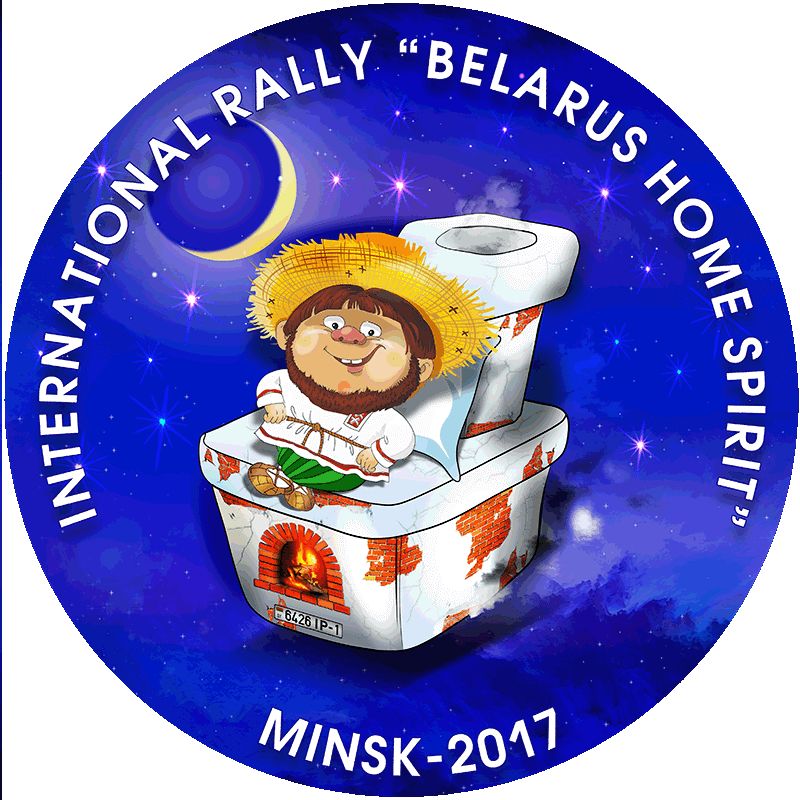 INTERNATIONAL RALLY “BELARUS HOME SPIRIT”
6426 IP-1
MINSK-2017